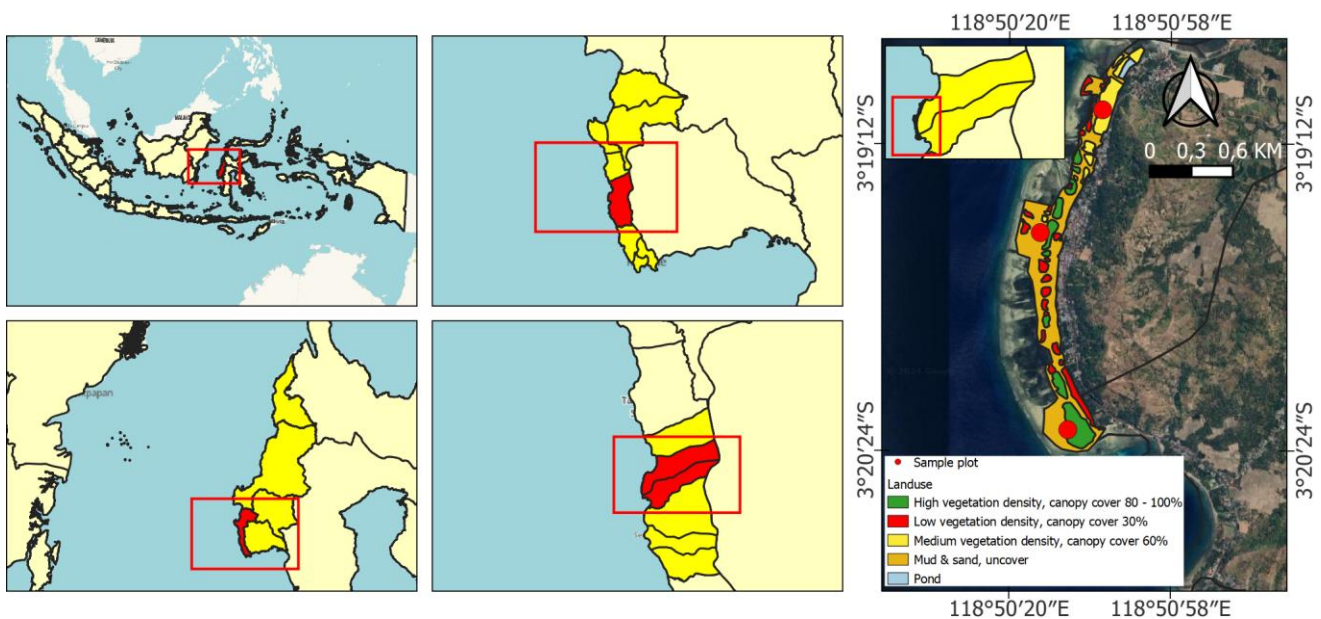 118°50′20″E
118°50′58″E
3°19′12″S
3°19′12″S
0
0,3
0,6 KM
3°20′24″S
3°20′24″S
Sample plot
Landuse
High vegetation density, canopy cover 80 - 100%
Low vegetation density, canopy cover 30%
Medium vegetation density, canopy cover 60%
Mud & sand, uncover
Pond
118°50′20″E
118°50′58″E